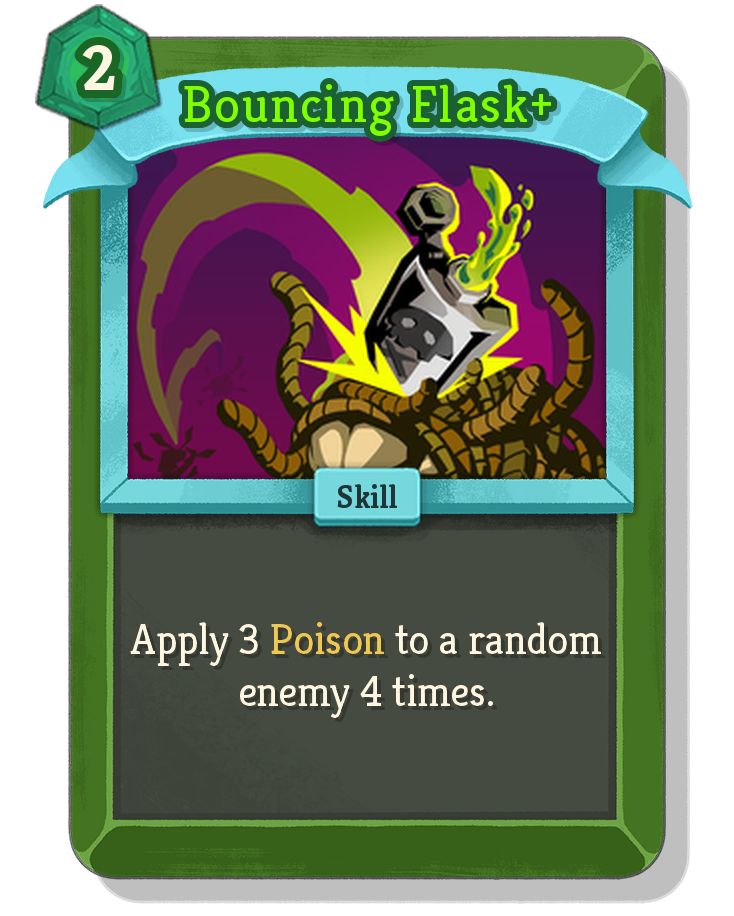 2
Bouncing Flask+
Skill
Apply 3 Poison to a random
enemy 4 times.